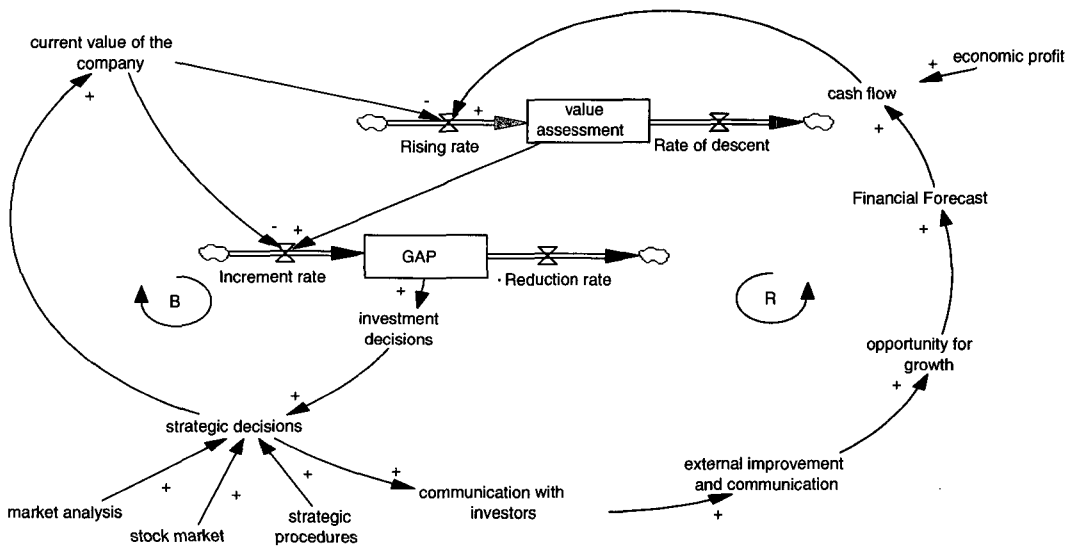 current value of the
company
+
economic profit
+
cash flow
+
-
+
value
assessment
Rising rate
Rate of descent
Financial Forecast
+
-
+
GAP
Increment rate
Reduction rate
B
R
+
investment
decisions
opportunity for
growth
+
+
strategic decisions
external improvement
and communication
+
+
+
+
+
communication with
investors
market analysis
strategic
procedures
stock market
+